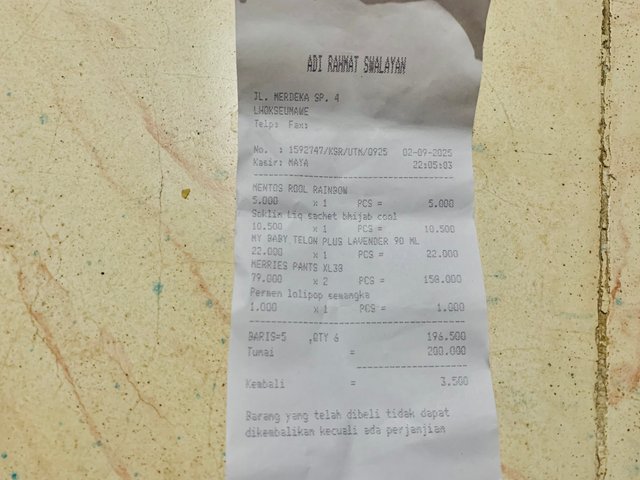 ADI RAHMAT SWALAYAN
JL. MERDEKA SP. 4
LHOKSEUMAWE
Telp: Fax:
No. : 1592747/KSR/UTM/0925 02-09-2025
Kasir: MAYA 22:05:03
MENTOS ROOL RAINBOW
5.000 x 1 PCS = 5.000
Soklin liq sachet bhijab cool
10.500 x 1 PCS = 10.500
MY BABY TELON PLUS LAVENDER 90 ML
22.000 x 1 PCS = 22.000
MERRIES PANTS XL38
79.000 x 2 PCS = 158.000
Permen lolipop semangka
1.000 x 1 PCS = 1.000
BARIS=5 ,QTY 6 196.500
Tunai = 200.000
Kembali = 3.500
Barang yang telah dibeli tidak dapat
dikembalikan kecuali ada perjanjian